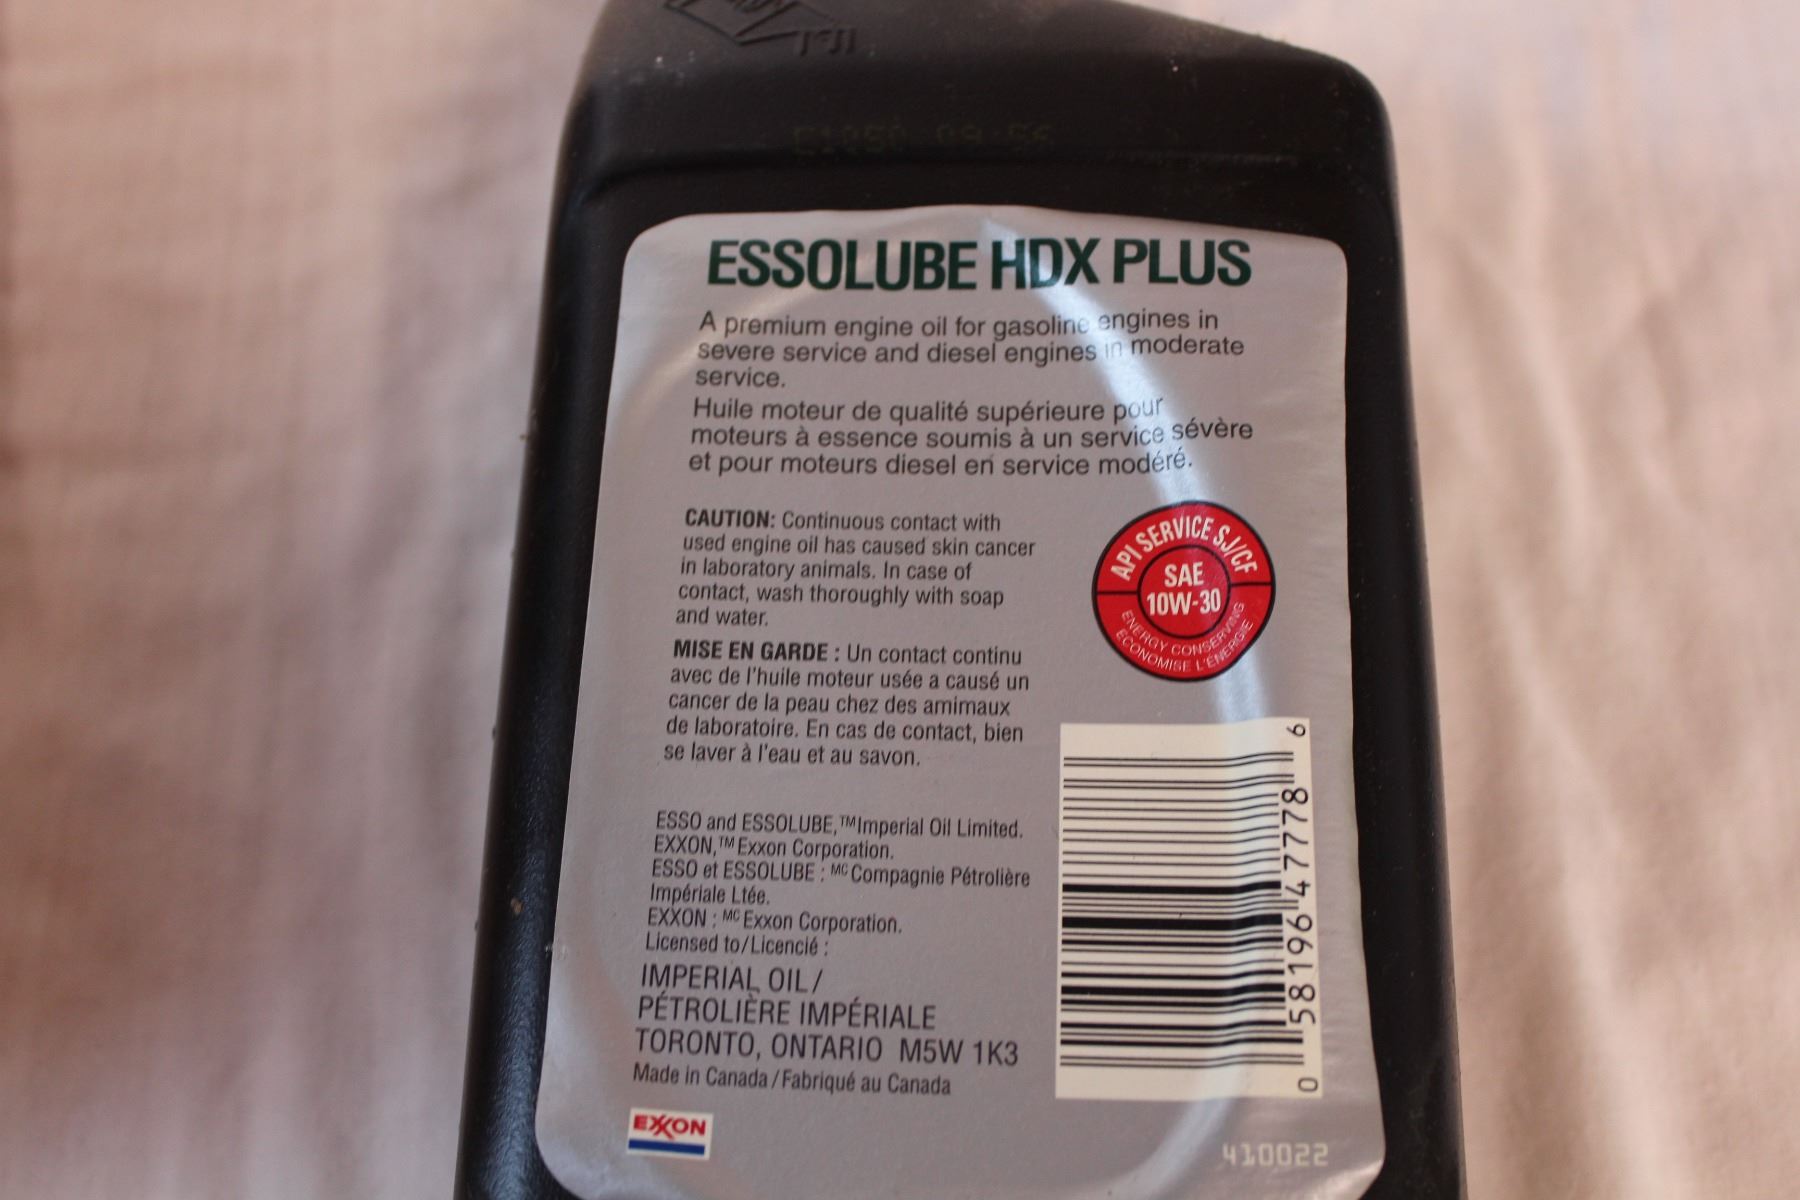 ESSOLUBE HDX PLUS
A premium engine oil for gasoline engines in
severe service and diesel engines in moderate
service.
Huile moteur de qualité supérieure pour
moteurs à essence soumis à un service sévère
et pour moteurs diesel en service modéré.
CAUTION: Continuous contact with
used engine oil has caused skin cancer
in laboratory animals. In case of
contact, wash thoroughly with soap
and water.
MISE EN GARDE : Un contact continu
avec de l'huile moteur usée a causé un
cancer de la peau chez des amimaux
de laboratoire. En cas de contact, bien
se laver à l'eau et au savon.
API SERVICE SJ/CF
SAE
10W-30
ENERGY CONSERVING
ÉCONOMISE L'ÉNERGIE
ESSO and ESSOLUBE,™Imperial Oil Limited.
EXXON,™ Exxon Corporation.
ESSO et ESSOLUBE : MC Compagnie Pétrolière
Impériale Ltée.
EXXON : MC Exxon Corporation.
Licensed to/Licencié :
IMPERIAL OIL /
PÉTROLIÈRE IMPÉRIALE
TORONTO, ONTARIO M5W 1K3
Made in Canada / Fabriqué au Canada
EXXON
0 58196 47778 6
410022